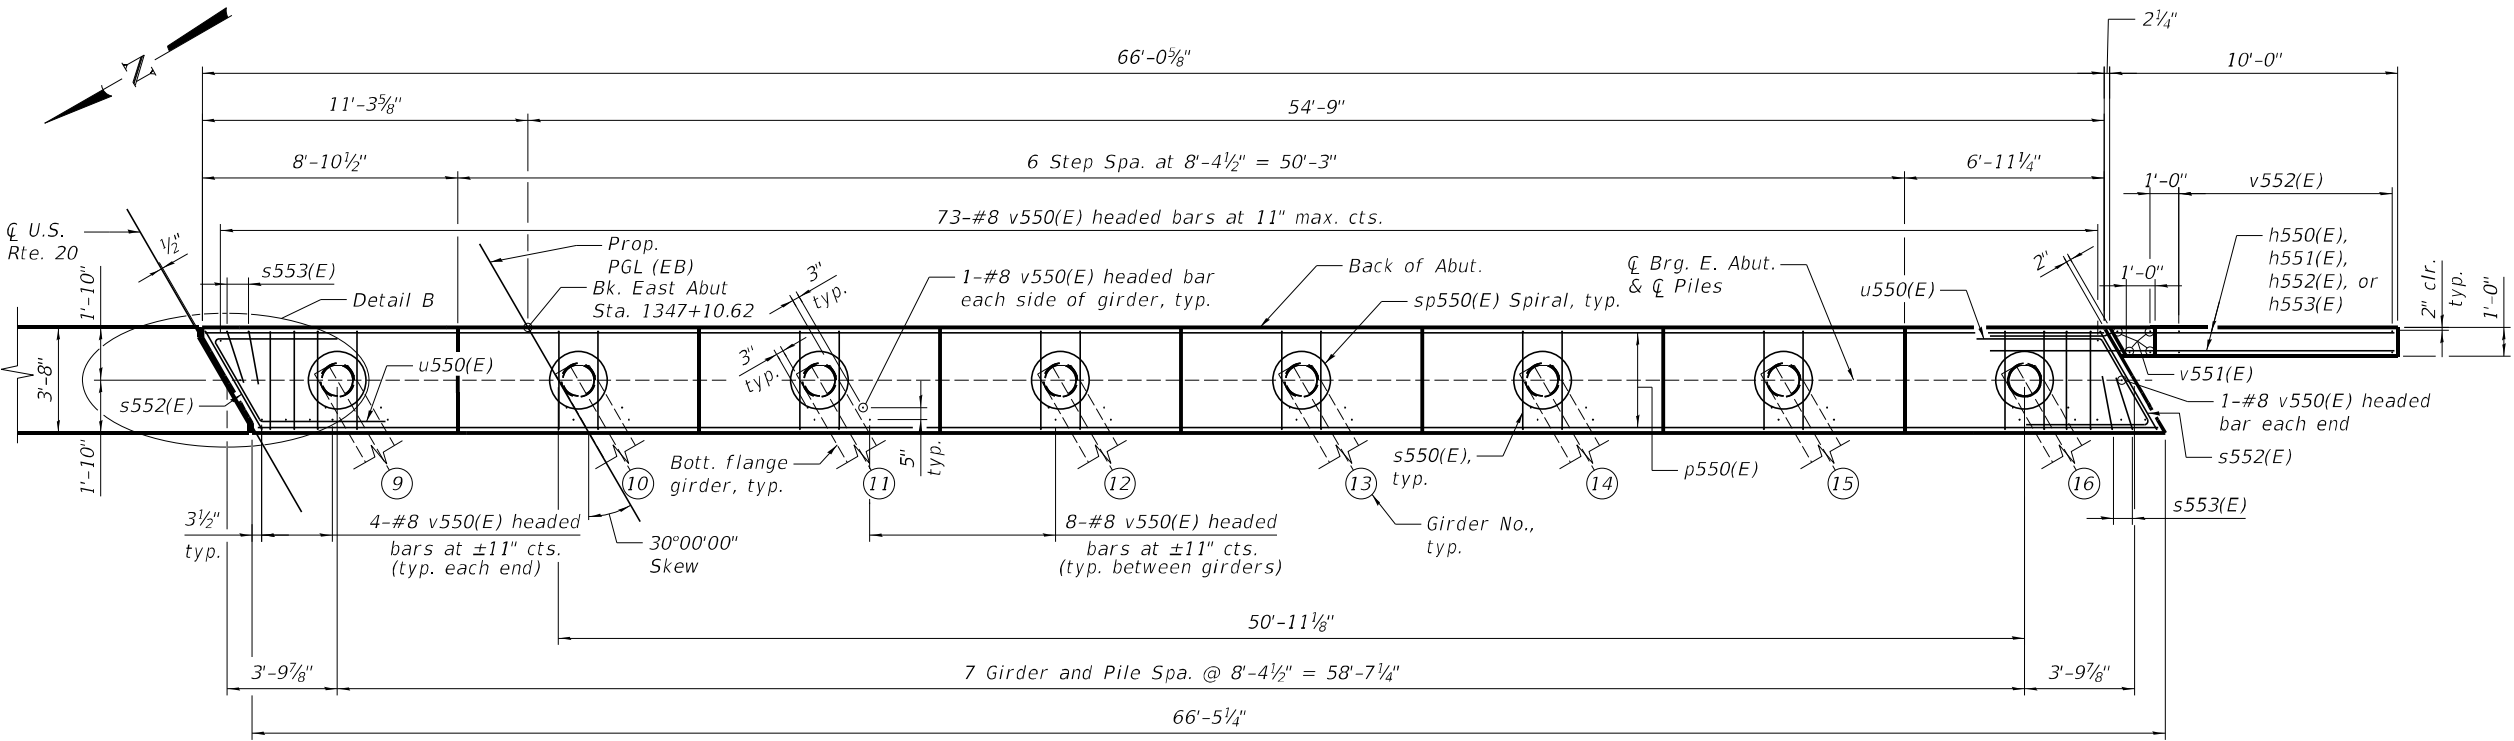 2¼"
66'-0⅝"
10'-0"
N
11'-3⅝"
54'-9"
8'-10½"
6 Step Spa. at 8'-4½" = 50'-3"
6'-11¼"
1'-0"
v552(E)
73-#8 v550(E) headed bars at 11" max. cts.
℄ U.S.
Rte. 20
½"
s553(E)
Detail B
Prop.
PGL (EB)
Bk. East Abut
Sta. 1347+10.62
3"
typ.
1-#8 v550(E) headed bar
each side of girder, typ.
Back of Abut.
sp550(E) Spiral, typ.
℄ Brg. E. Abut.
& ℄ Piles
u550(E)
2"
1'-0"
h550(E),
h551(E),
h552(E), or
h553(E)
2" clr.
typ.
1'-0"
1'-10"
3'-8"
1'-10"
s552(E)
u550(E)
3"
typ.
v551(E)
1-#8 v550(E) headed
bar each end
s552(E)
5"
typ.
Bott. flange
girder, typ.
s550(E),
typ.
p550(E)
9
10
11
12
13
14
15
16
s553(E)
3½"
typ.
4-#8 v550(E) headed
bars at ±11" cts.
(typ. each end)
30°00'00"
Skew
8-#8 v550(E) headed
bars at ±11" cts.
(typ. between girders)
Girder No.,
typ.
50'-11⅛"
3'-9⅞"
7 Girder and Pile Spa. @ 8'-4½" = 58'-7¼"
3'-9⅞"
66'-5¼"